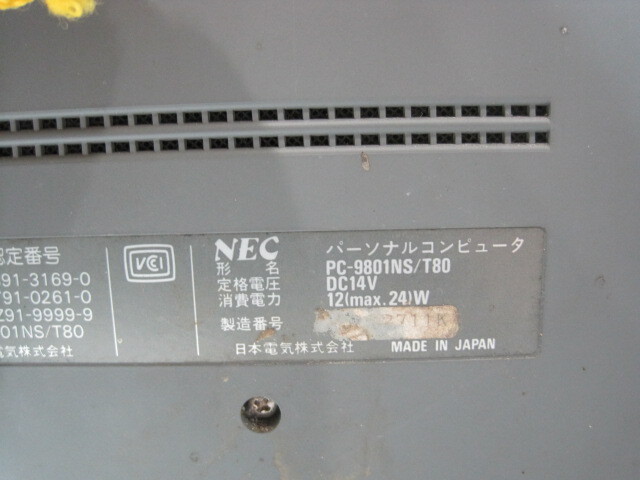 認定番号
91-3169-0
91-0261-0
Z91-9999-9
01NS/T80
電気株式会社
VCI
NEC パーソナルコンピュータ
形名 PC-9801NS/T80
定格電圧 DC14V
消費電力 12(max.24)W
製造番号 2711K
日本電気株式会社 MADE IN JAPAN